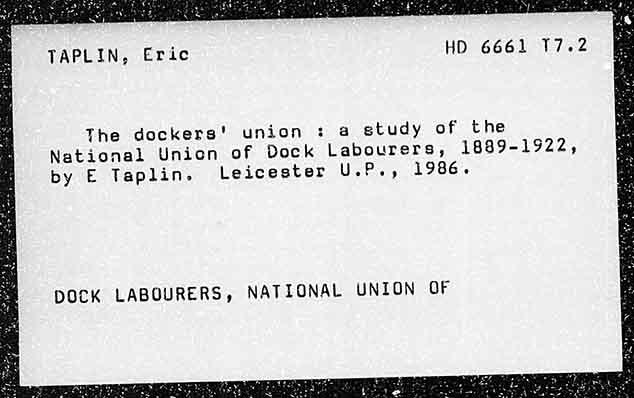 TAPLIN, Eric
HD 6661 T7.2
The dockers' union : a study of the
National Union of Dock Labourers, 1889-1922,
by E Taplin. Leicester U.P., 1986.
DOCK LABOURERS, NATIONAL UNION OF